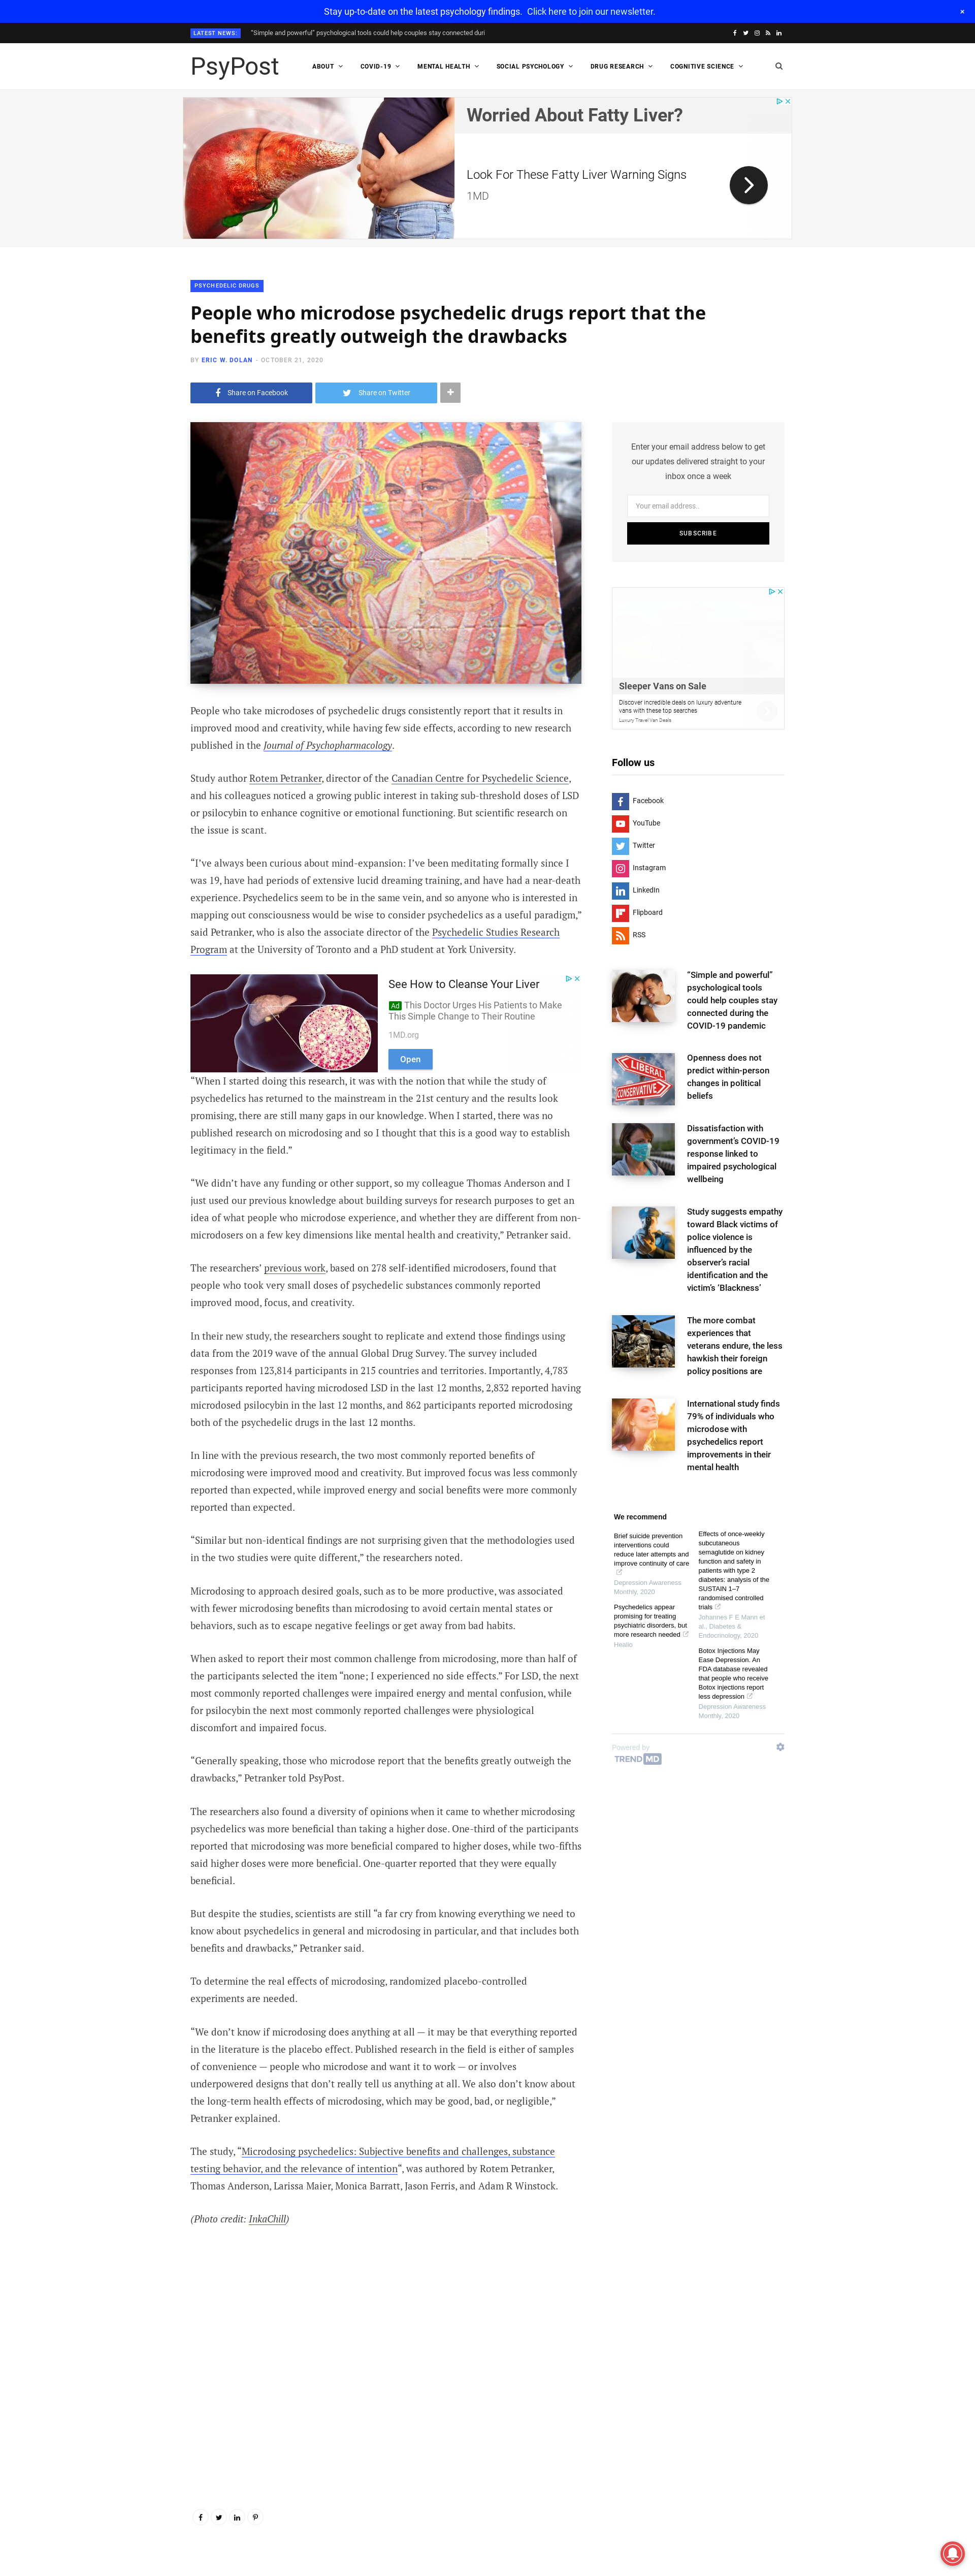 Stay up-to-date on the latest psychology findings. Click here to join our newsletter.
LATEST NEWS:
“Simple and powerful” psychological tools could help couples stay connected duri
PsyPost
ABOUT
COVID-19
MENTAL HEALTH
SOCIAL PSYCHOLOGY
DRUG RESEARCH
COGNITIVE SCIENCE
Worried About Fatty Liver?
Look For These Fatty Liver Warning Signs
1MD
PSYCHEDELIC DRUGS
People who microdose psychedelic drugs report that the
benefits greatly outweigh the drawbacks
BY ERIC W. DOLAN - OCTOBER 21, 2020
Share on Facebook
Share on Twitter
People who take microdoses of psychedelic drugs consistently report that it results in
improved mood and creativity, while having few side effects, according to new research
published in the Journal of Psychopharmacology.
Study author Rotem Petranker, director of the Canadian Centre for Psychedelic Science,
and his colleagues noticed a growing public interest in taking sub-threshold doses of LSD
or psilocybin to enhance cognitive or emotional functioning. But scientific research on
the issue is scant.
“I’ve always been curious about mind-expansion: I’ve been meditating formally since I
was 19, have had periods of extensive lucid dreaming training, and have had a near-death
experience. Psychedelics seem to be in the same vein, and so anyone who is interested in
mapping out consciousness would be wise to consider psychedelics as a useful paradigm,”
said Petranker, who is also the associate director of the Psychedelic Studies Research
Program at the University of Toronto and a PhD student at York University.
See How to Cleanse Your Liver
Ad This Doctor Urges His Patients to Make
This Simple Change to Their Routine
1MD.org
Open
“When I started doing this research, it was with the notion that while the study of
psychedelics has returned to the mainstream in the 21st century and the results look
promising, there are still many gaps in our knowledge. When I started, there was no
published research on microdosing and so I thought that this is a good way to establish
legitimacy in the field.”
“We didn’t have any funding or other support, so my colleague Thomas Anderson and I
just used our previous knowledge about building surveys for research purposes to get an
idea of what people who microdose experience, and whether they are different from non-
microdosers on a few key dimensions like mental health and creativity,” Petranker said.
The researchers’ previous work, based on 278 self-identified microdosers, found that
people who took very small doses of psychedelic substances commonly reported
improved mood, focus, and creativity.
In their new study, the researchers sought to replicate and extend those findings using
data from the 2019 wave of the annual Global Drug Survey. The survey included
responses from 123,814 participants in 215 countries and territories. Importantly, 4,783
participants reported having microdosed LSD in the last 12 months, 2,832 reported having
microdosed psilocybin in the last 12 months, and 862 participants reported microdosing
both of the psychedelic drugs in the last 12 months.
In line with the previous research, the two most commonly reported benefits of
microdosing were improved mood and creativity. But improved focus was less commonly
reported than expected, while improved energy and social benefits were more commonly
reported than expected.
“Similar but non-identical findings are not surprising given that the methodologies used
in the two studies were quite different,” the researchers noted.
Microdosing to approach desired goals, such as to be more productive, was associated
with fewer microdosing benefits than microdosing to avoid certain mental states or
behaviors, such as to escape negative feelings or get away from bad habits.
When asked to report their most common challenge from microdosing, more than half of
the participants selected the item “none; I experienced no side effects.” For LSD, the next
most commonly reported challenges were impaired energy and mental confusion, while
for psilocybin the next most commonly reported challenges were physiological
discomfort and impaired focus.
“Generally speaking, those who microdose report that the benefits greatly outweigh the
drawbacks,” Petranker told PsyPost.
The researchers also found a diversity of opinions when it came to whether microdosing
psychedelics was more beneficial than taking a higher dose. One-third of the participants
reported that microdosing was more beneficial compared to higher doses, while two-fifths
said higher doses were more beneficial. One-quarter reported that they were equally
beneficial.
But despite the studies, scientists are still “a far cry from knowing everything we need to
know about psychedelics in general and microdosing in particular, and that includes both
benefits and drawbacks,” Petranker said.
To determine the real effects of microdosing, randomized placebo-controlled
experiments are needed.
“We don’t know if microdosing does anything at all — it may be that everything reported
in the literature is the placebo effect. Published research in the field is either of samples
of convenience — people who microdose and want it to work — or involves
underpowered designs that don’t really tell us anything at all. We also don’t know about
the long-term health effects of microdosing, which may be good, bad, or negligible,”
Petranker explained.
The study, “Microdosing psychedelics: Subjective benefits and challenges, substance
testing behavior, and the relevance of intention“, was authored by Rotem Petranker,
Thomas Anderson, Larissa Maier, Monica Barratt, Jason Ferris, and Adam R Winstock.
(Photo credit: InkaChill)
Enter your email address below to get
our updates delivered straight to your
inbox once a week
Your email address..
SUBSCRIBE
Sleeper Vans on Sale
Discover incredible deals on luxury adventure
vans with these top searches
Luxury Travel Van Deals
Follow us
Facebook
YouTube
Twitter
Instagram
LinkedIn
Flipboard
RSS
“Simple and powerful”
psychological tools
could help couples stay
connected during the
COVID-19 pandemic
LIBERAL
CONSERVATIVE
Openness does not
predict within-person
changes in political
beliefs
Dissatisfaction with
government’s COVID-19
response linked to
impaired psychological
wellbeing
Study suggests empathy
toward Black victims of
police violence is
influenced by the
observer’s racial
identification and the
victim’s ‘Blackness’
The more combat
experiences that
veterans endure, the less
hawkish their foreign
policy positions are
International study finds
79% of individuals who
microdose with
psychedelics report
improvements in their
mental health
We recommend
Brief suicide prevention
interventions could
reduce later attempts and
improve continuity of care
Depression Awareness
Monthly, 2020
Psychedelics appear
promising for treating
psychiatric disorders, but
more research needed
Healio
Effects of once-weekly
subcutaneous
semaglutide on kidney
function and safety in
patients with type 2
diabetes: analysis of the
SUSTAIN 1–7
randomised controlled
trials
Johannes F E Mann et
al., Diabetes &
Endocrinology, 2020
Botox Injections May
Ease Depression. An
FDA database revealed
that people who receive
Botox injections report
less depression
Depression Awareness
Monthly, 2020
Powered by
TREND MD